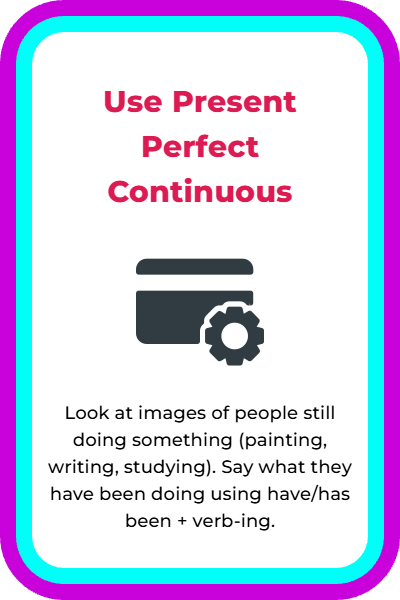 Use Present
Perfect
Continuous
Look at images of people still
doing something (painting,
writing, studying). Say what they
have been doing using have/has
been + verb-ing.